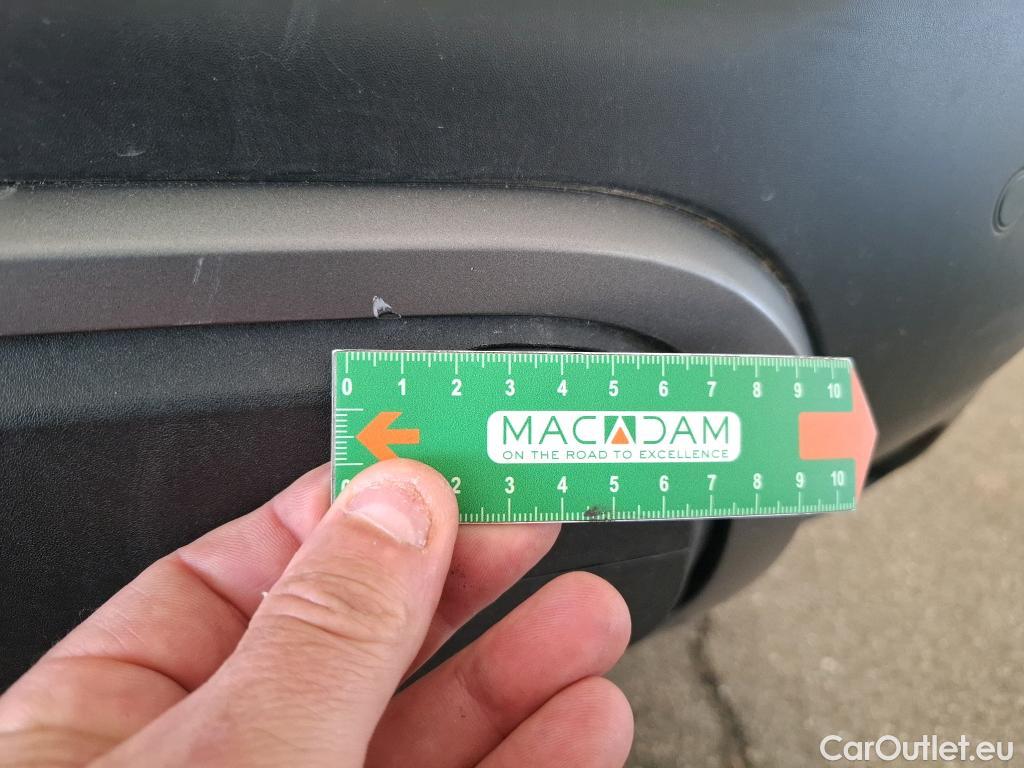 0 1 2 3 4 5 6 7 8 9 10
MACADAM
ON THE ROAD TO EXCELLENCE
2 3 4 5 6 7 8 9 10
CarOutlet.eu